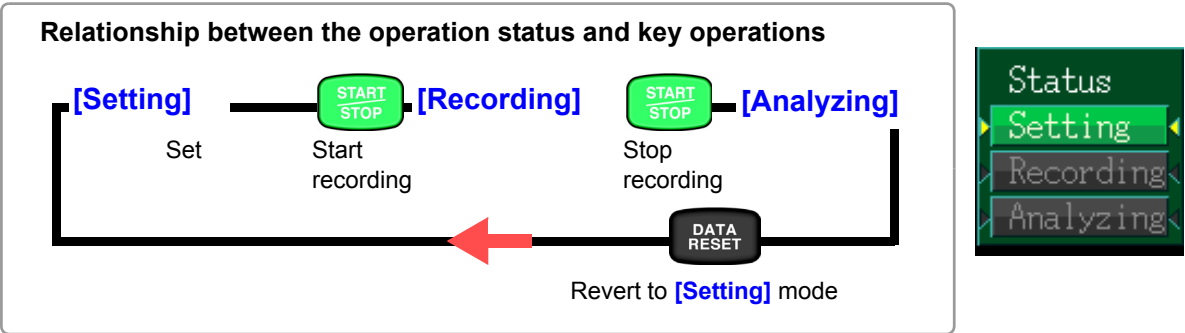 Relationship between the operation status and key operations
[Setting]
START
STOP
[Recording]
START
STOP
[Analyzing]
Set
Start
recording
Stop
recording
DATA
RESET
Revert to [Setting] mode
Status
Setting
Recording
Analyzing